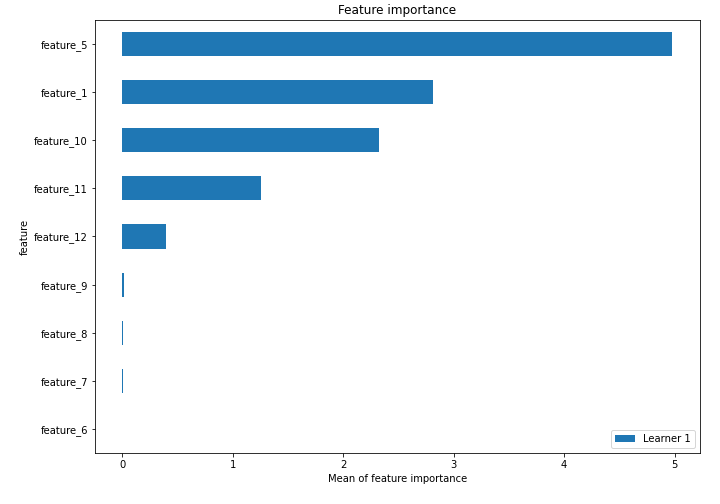 Feature importance
feature_5
feature_1
feature_10
feature_11
feature_12
feature_9
feature_8
feature_7
feature_6
feature
0 1 2 3 4 5
Mean of feature importance
Learner 1